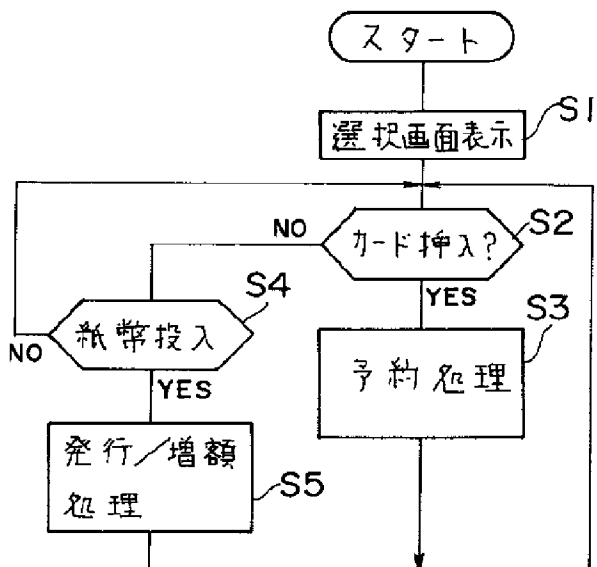 スタート
選択画面表示
S1
カード挿入?
S2
NO
YES
紙幣投入
S4
NO
YES
予約処理
S3
発行/増額
処理
S5